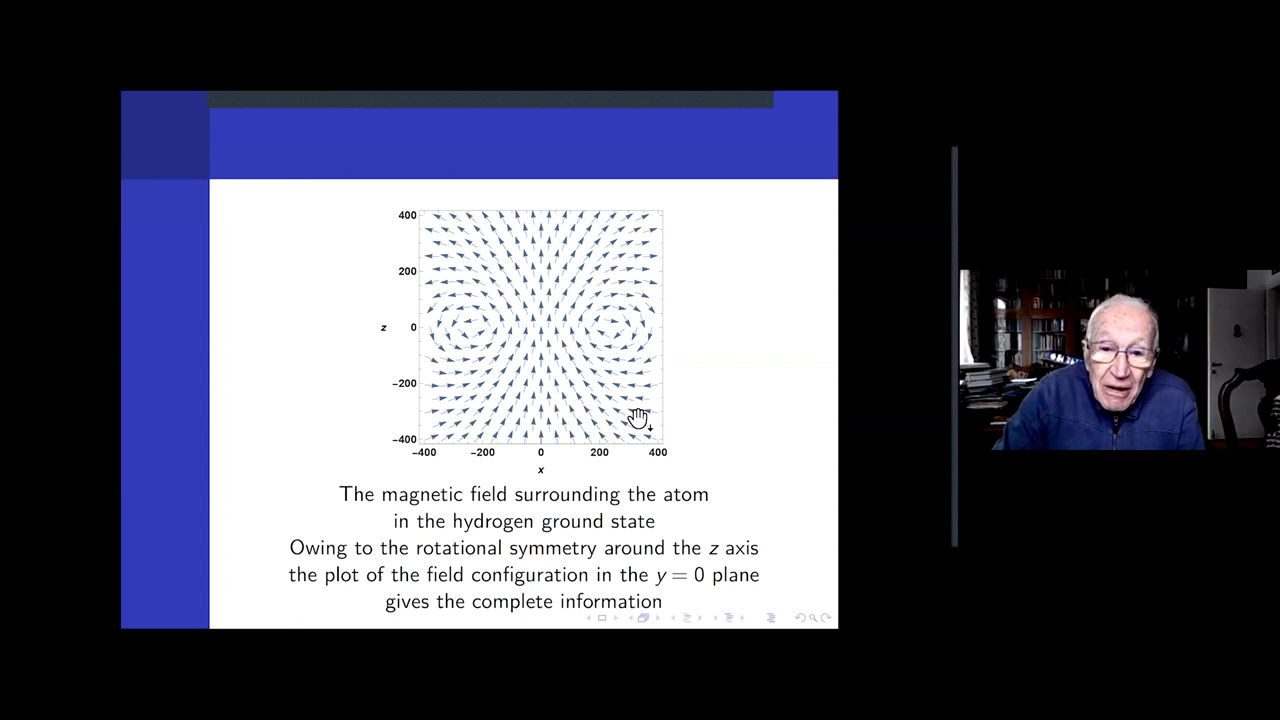 400
200
z
0
−200
−400
−400
−200
0
200
400
x
The magnetic field surrounding the atom
in the hydrogen ground state
Owing to the rotational symmetry around the z axis
the plot of the field configuration in the y = 0 plane
gives the complete information